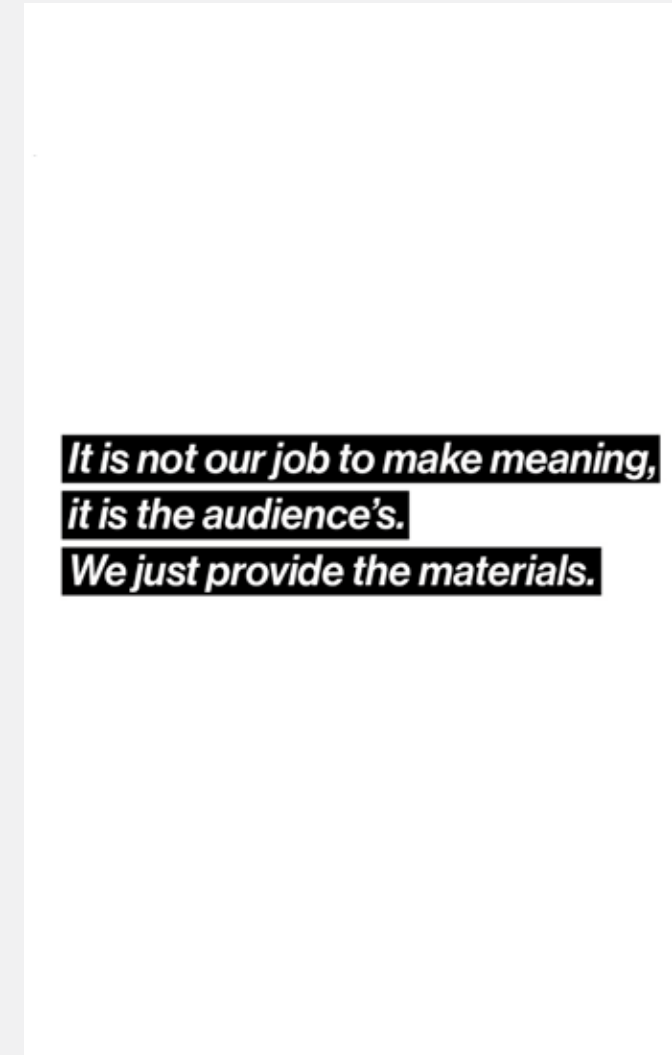 It is not our job to make meaning,
it is the audience’s.
We just provide the materials.